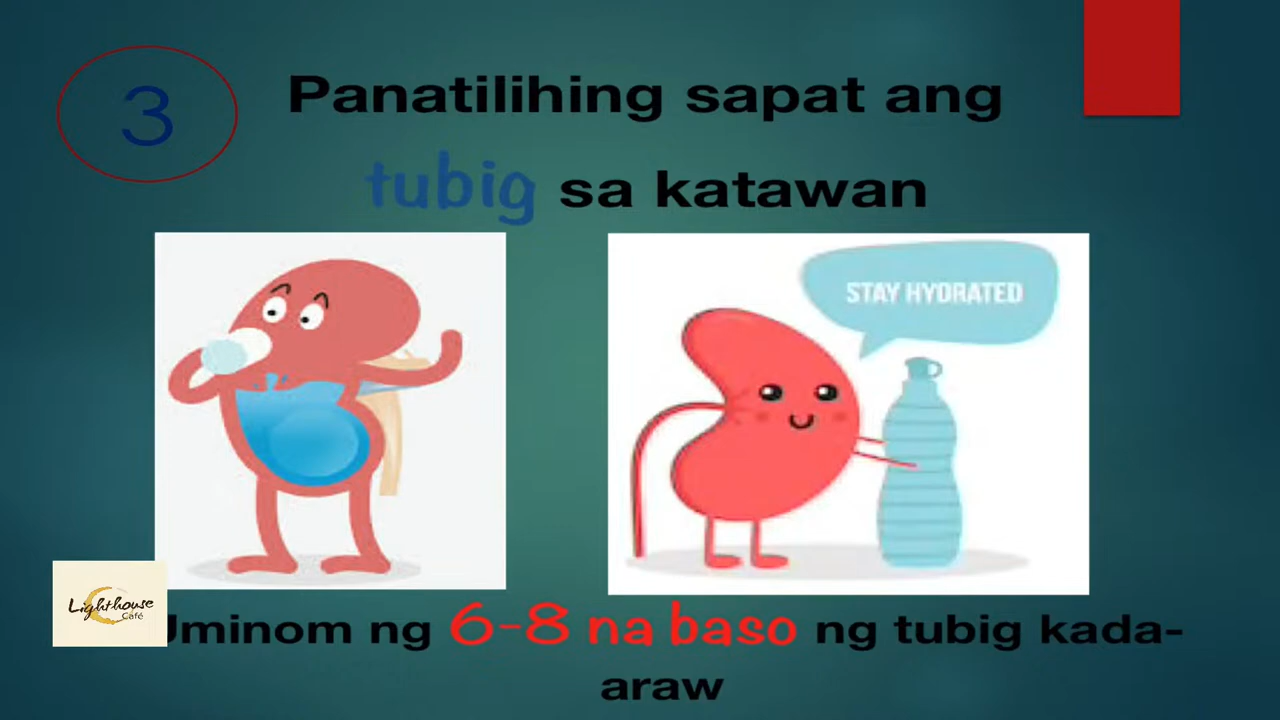 3
Panatilihing sapat ang
tubig sa katawan
STAY HYDRATED
Lighthouse
Café
Uminom ng 6-8 na baso ng tubig kada-
araw